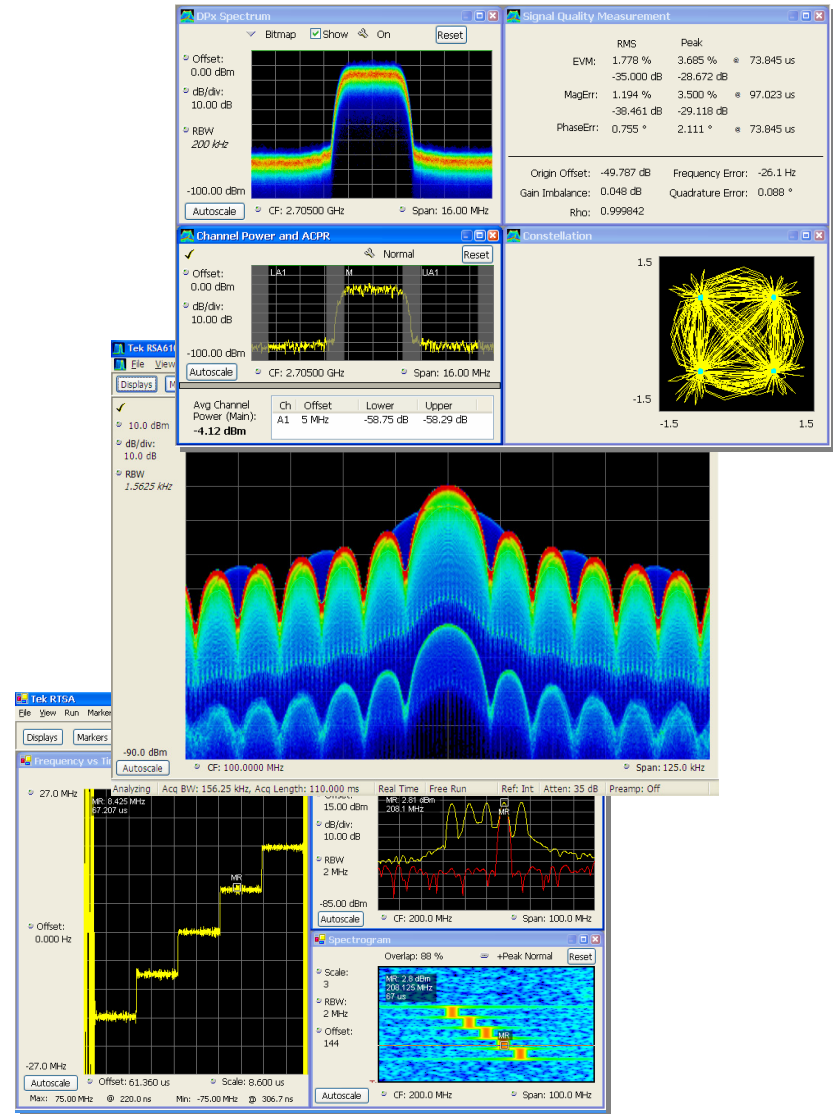 DPx Spectrum
Bitmap Show On Reset
Offset:
0.00 dBm
dB/div:
10.00 dB
RBW
200 kHz
-100.00 dBm
Autoscale CF: 2.70500 GHz Span: 16.00 MHz
Signal Quality Measurement
RMS Peak
EVM: 1.778 % 3.685 % @ 73.845 us
-35.000 dB -28.672 dB
MagErr: 1.194 % 3.500 % @ 97.023 us
-38.461 dB -29.118 dB
PhaseErr: 0.755 ° 2.111 ° @ 73.845 us
Origin Offset: -49.787 dB Frequency Error: -26.1 Hz
Gain Imbalance: 0.048 dB Quadrature Error: 0.088 °
Rho: 0.999842
Channel Power and ACPR
Normal Reset
Offset:
0.00 dBm
dB/div:
10.00 dB
-100.00 dBm
LA1 M UA1
Autoscale CF: 2.70500 GHz Span: 16.00 MHz
Avg Channel
Power (Main):
-4.12 dBm
Ch Offset Lower Upper
A1 5 MHz -58.75 dB -58.29 dB
Constellation
1.5
-1.5
-1.5 1.5
Tek RSA61
File View
Displays M
10.0 dBm
dB/div:
10.0 dB
RBW
1.5625 kHz
-90.0 dBm
Autoscale CF: 100.0000 MHz Span: 125.0 kHz
Analyzing Acq BW: 156.25 kHz, Acq Length: 110.000 ms Real Time Free Run Ref: Int Atten: 35 dB Preamp: Off
Tek RTSA
File View Run Marke
Displays Markers
Frequency vs Ti
27.0 MHz
MR: 8.425 MHz
67.207 us
MR
Offset:
0.000 Hz
-27.0 MHz
Autoscale Offset: 61.360 us Scale: 8.600 us
Max: 75.00 MHz @ 220.0 ns Min: -75.00 MHz @ 306.7 ns
Offset:
15.00 dBm
dB/div:
10.00 dB
RBW
2 MHz
-85.00 dBm
MR: 2.81 dBm
208.1 MHz
MR
Autoscale CF: 200.0 MHz Span: 100.0 MHz
Spectrogram
Overlap: 88 % +Peak Normal Reset
Scale:
3
RBW:
2 MHz
Offset:
144
MR: 2.8 dBm
208.125 MHz
67 us
MR
Autoscale CF: 200.0 MHz Span: 100.0 MHz